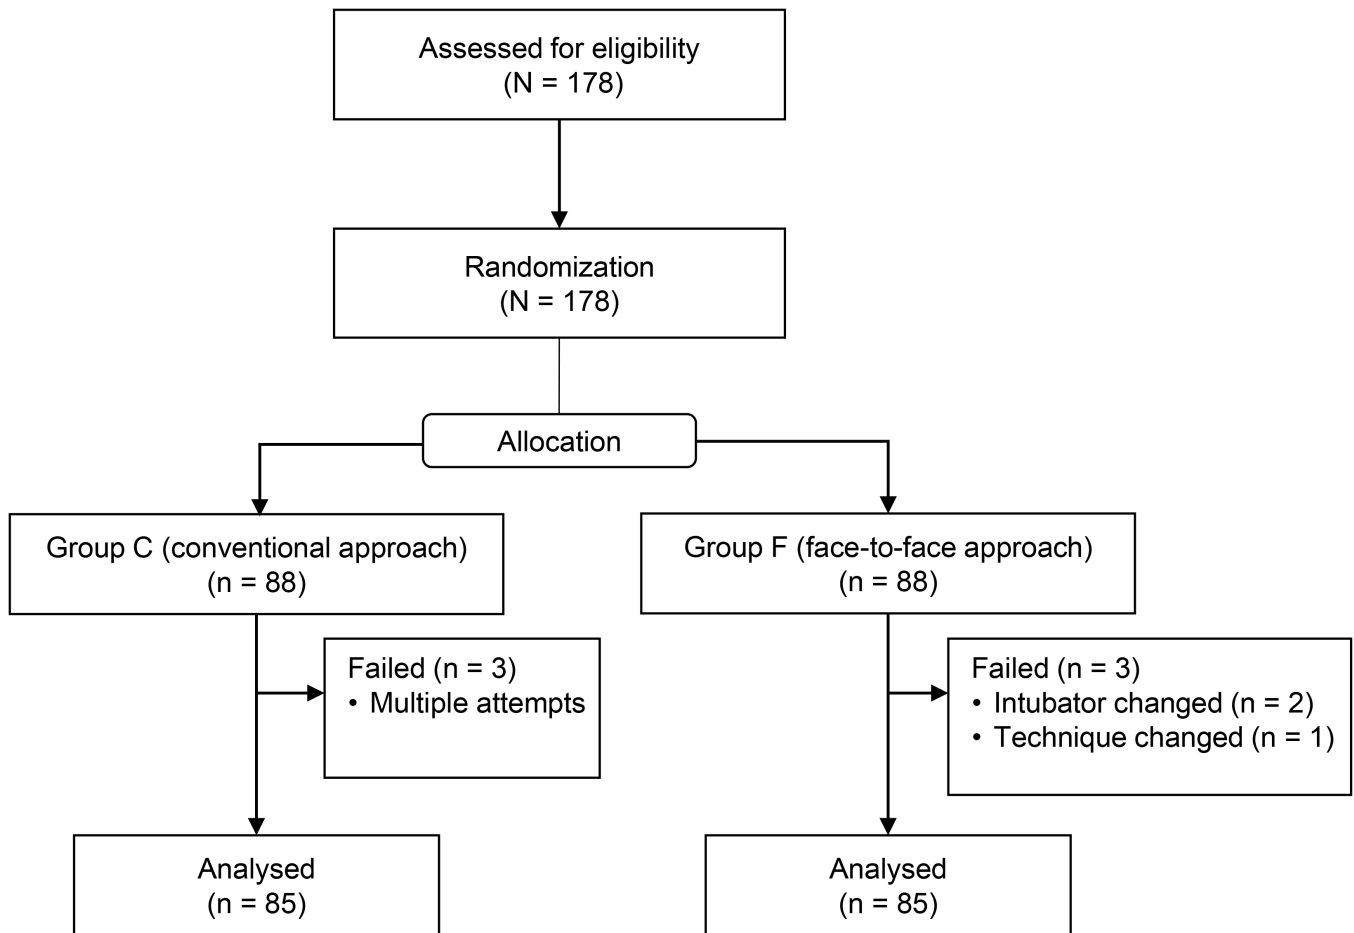 Assessed for eligibility
(N = 178)
Randomization
(N = 178)
Allocation
Group C (conventional approach)
(n = 88)
Group F (face-to-face approach)
(n = 88)
Failed (n = 3)
• Multiple attempts
Failed (n = 3)
• Intubator changed (n = 2)
• Technique changed (n = 1)
Analysed
(n = 85)
Analysed
(n = 85)